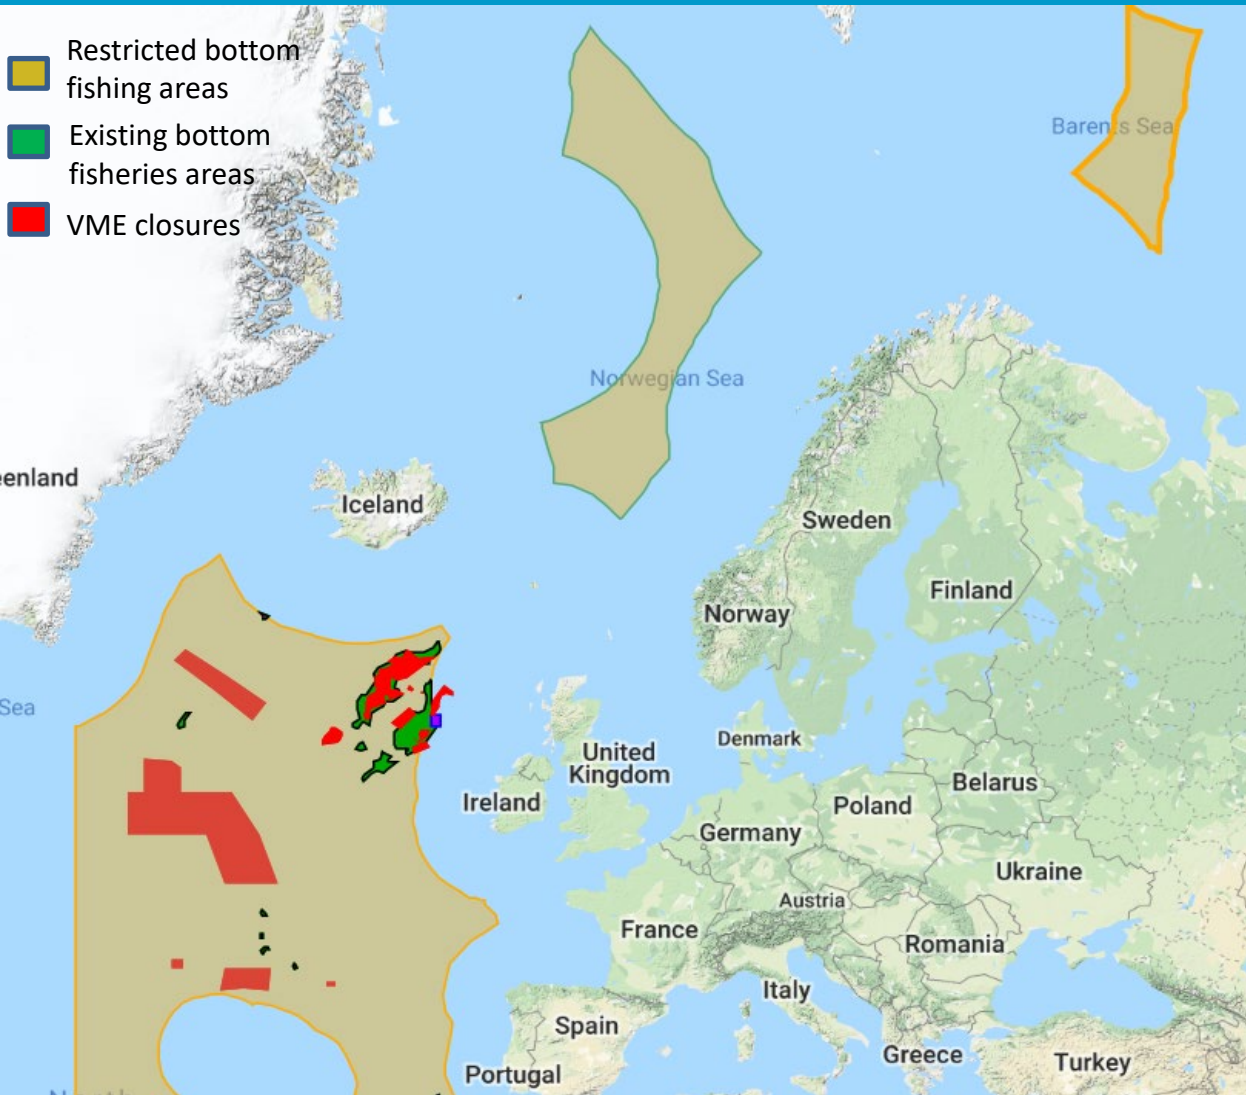 Restricted bottom
fishing areas
Existing bottom
fisheries areas
VME closures
Barents Sea
Norwegian Sea
eenland
Iceland
Sweden
Finland
Norway
Sea
Denmark
United
Kingdom
Belarus
Ireland
Poland
Germany
Ukraine
Austria
France
Romania
Italy
Spain
Greece
Turkey
Portugal